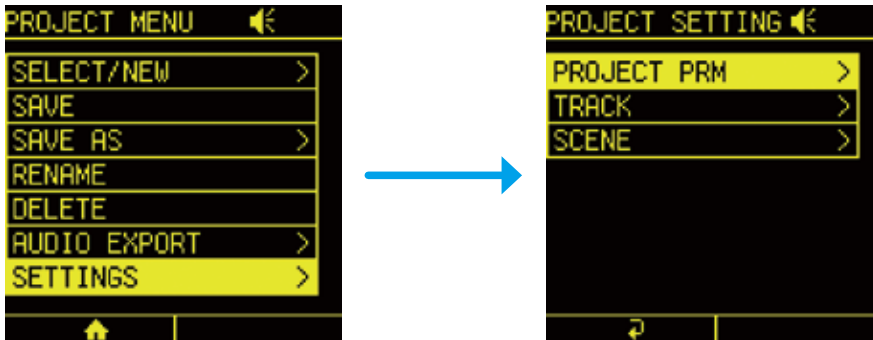 PROJECT MENU
SELECT/NEW >
SAVE
SAVE AS >
RENAME
DELETE
AUDIO EXPORT >
SETTINGS >
PROJECT SETTING
PROJECT PRM >
TRACK >
SCENE >